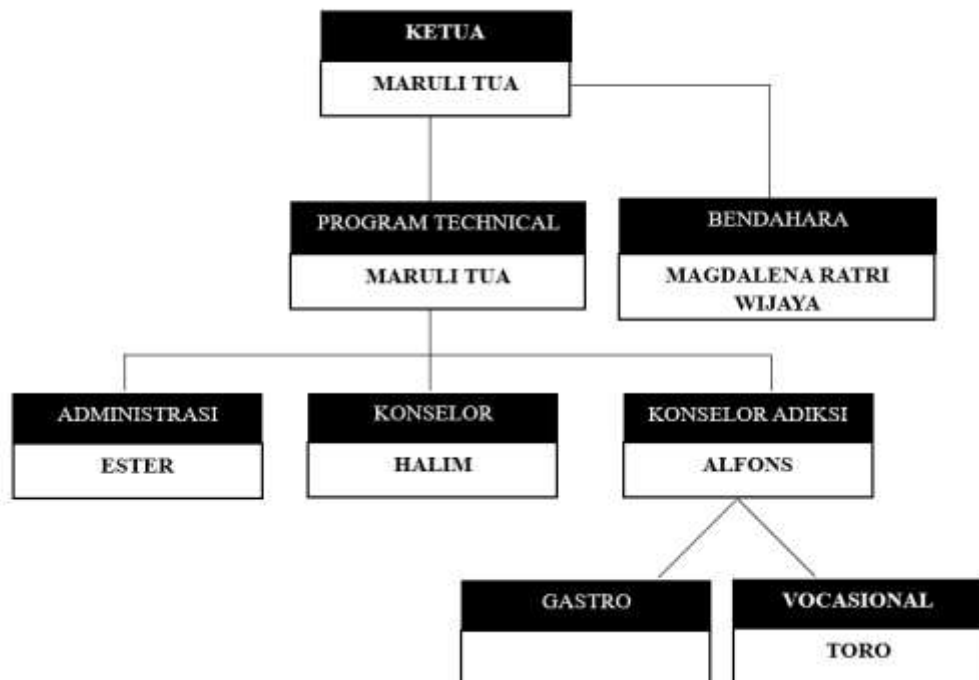 KETUA
MARULI TUA
PROGRAM TECHNICAL
MARULI TUA
BENDAHARA
MAGDALENA RATRI
WIJAYA
ADMINISTRASI
ESTER
KONSELOR
HALIM
KONSELOR ADIKSI
ALFONS
GASTRO
VOCASIONAL
TORO